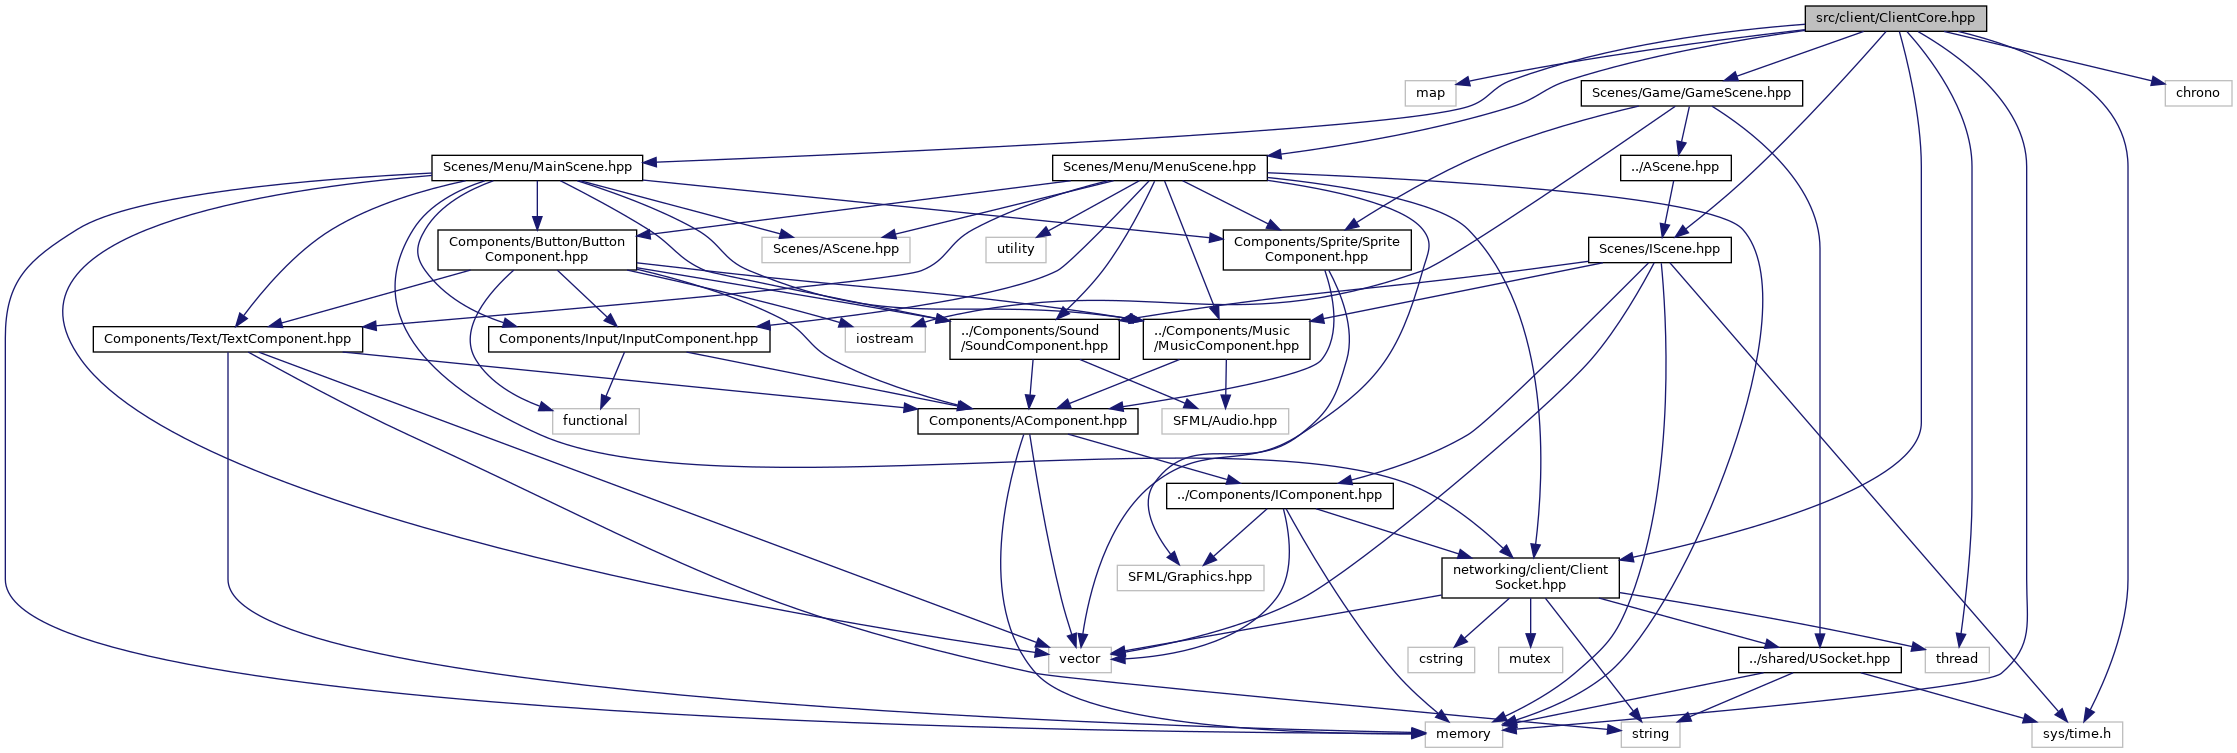 src/client/ClientCore.hpp
map
Scenes/Game/GameScene.hpp
chrono
Scenes/Menu/MainScene.hpp
Scenes/Menu/MenuScene.hpp
../AScene.hpp
Components/Button/Button
Component.hpp
Scenes/AScene.hpp
utility
Components/Sprite/Sprite
Component.hpp
Scenes/IScene.hpp
Components/Text/TextComponent.hpp
Components/Input/InputComponent.hpp
iostream
../Components/Sound
/SoundComponent.hpp
../Components/Music
/MusicComponent.hpp
functional
Components/AComponent.hpp
SFML/Audio.hpp
../Components/IComponent.hpp
SFML/Graphics.hpp
networking/client/Client
Socket.hpp
vector
cstring
mutex
../shared/USocket.hpp
thread
memory
string
sys/time.h